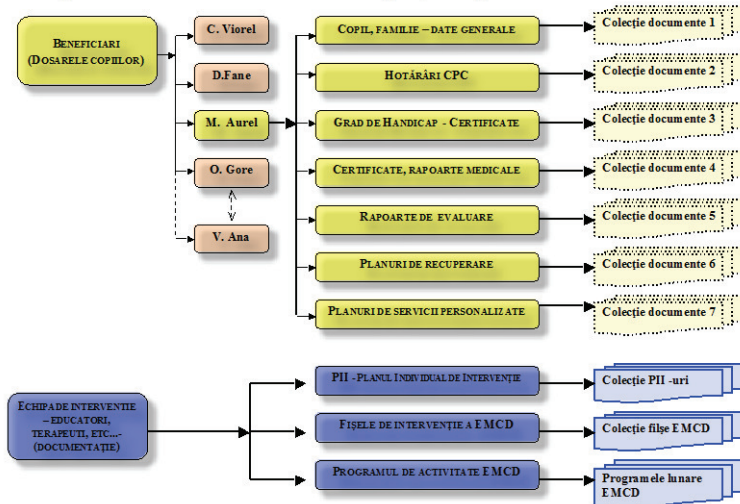 BENEFICIARI
(DOSARELE COPIILOR)
C. Viorel
D.Fane
M. Aurel
O. Gore
V. Ana
COPIL, FAMILIE – DATE GENERALE
HOTĂRÂRI CPC
GRAD DE HANDICAP - CERTIFICATE
CERTIFICATE, RAPOARTE MEDICALE
RAPOARTE DE EVALUARE
PLANURI DE RECUPERARE
PLANURI DE SERVICII PERSONALIZATE
Colecție documente 1
Colecție documente 2
Colecție documente 3
Colecție documente 4
Colecție documente 5
Colecție documente 6
Colecție documente 7
ECHIPA DE INTERVENTIE
– EDUCATORI,
TERAPEUTI, ETC...-
(DOCUMENTAȚIE)
PII - PLANUL INDIVIDUAL DE INTERVENȚIE
FIȘELE DE INTERVENȚIE A EMCD
PROGRAMUL DE ACTIVITATE EMCD
Colecție PII -uri
Colecție filșe EMCD
Programele lunare
EMCD